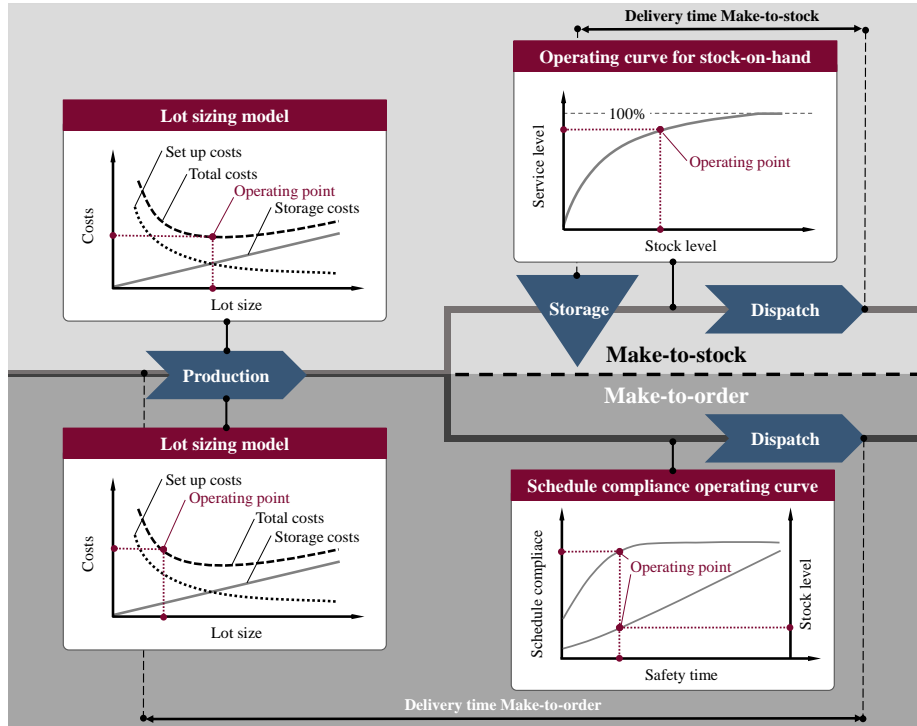 Delivery time Make-to-stock
Operating curve for stock-on-hand
100%
Operating point
Service level
Stock level
Lot sizing model
Set up costs
Total costs
Operating point
Storage costs
Costs
Lot size
Storage
Dispatch
Production
Make-to-stock
Make-to-order
Dispatch
Lot sizing model
Set up costs
Operating point
Total costs
Storage costs
Costs
Lot size
Schedule compliance operating curve
Schedule compliace
Operating point
Stock level
Safety time
Delivery time Make-to-order